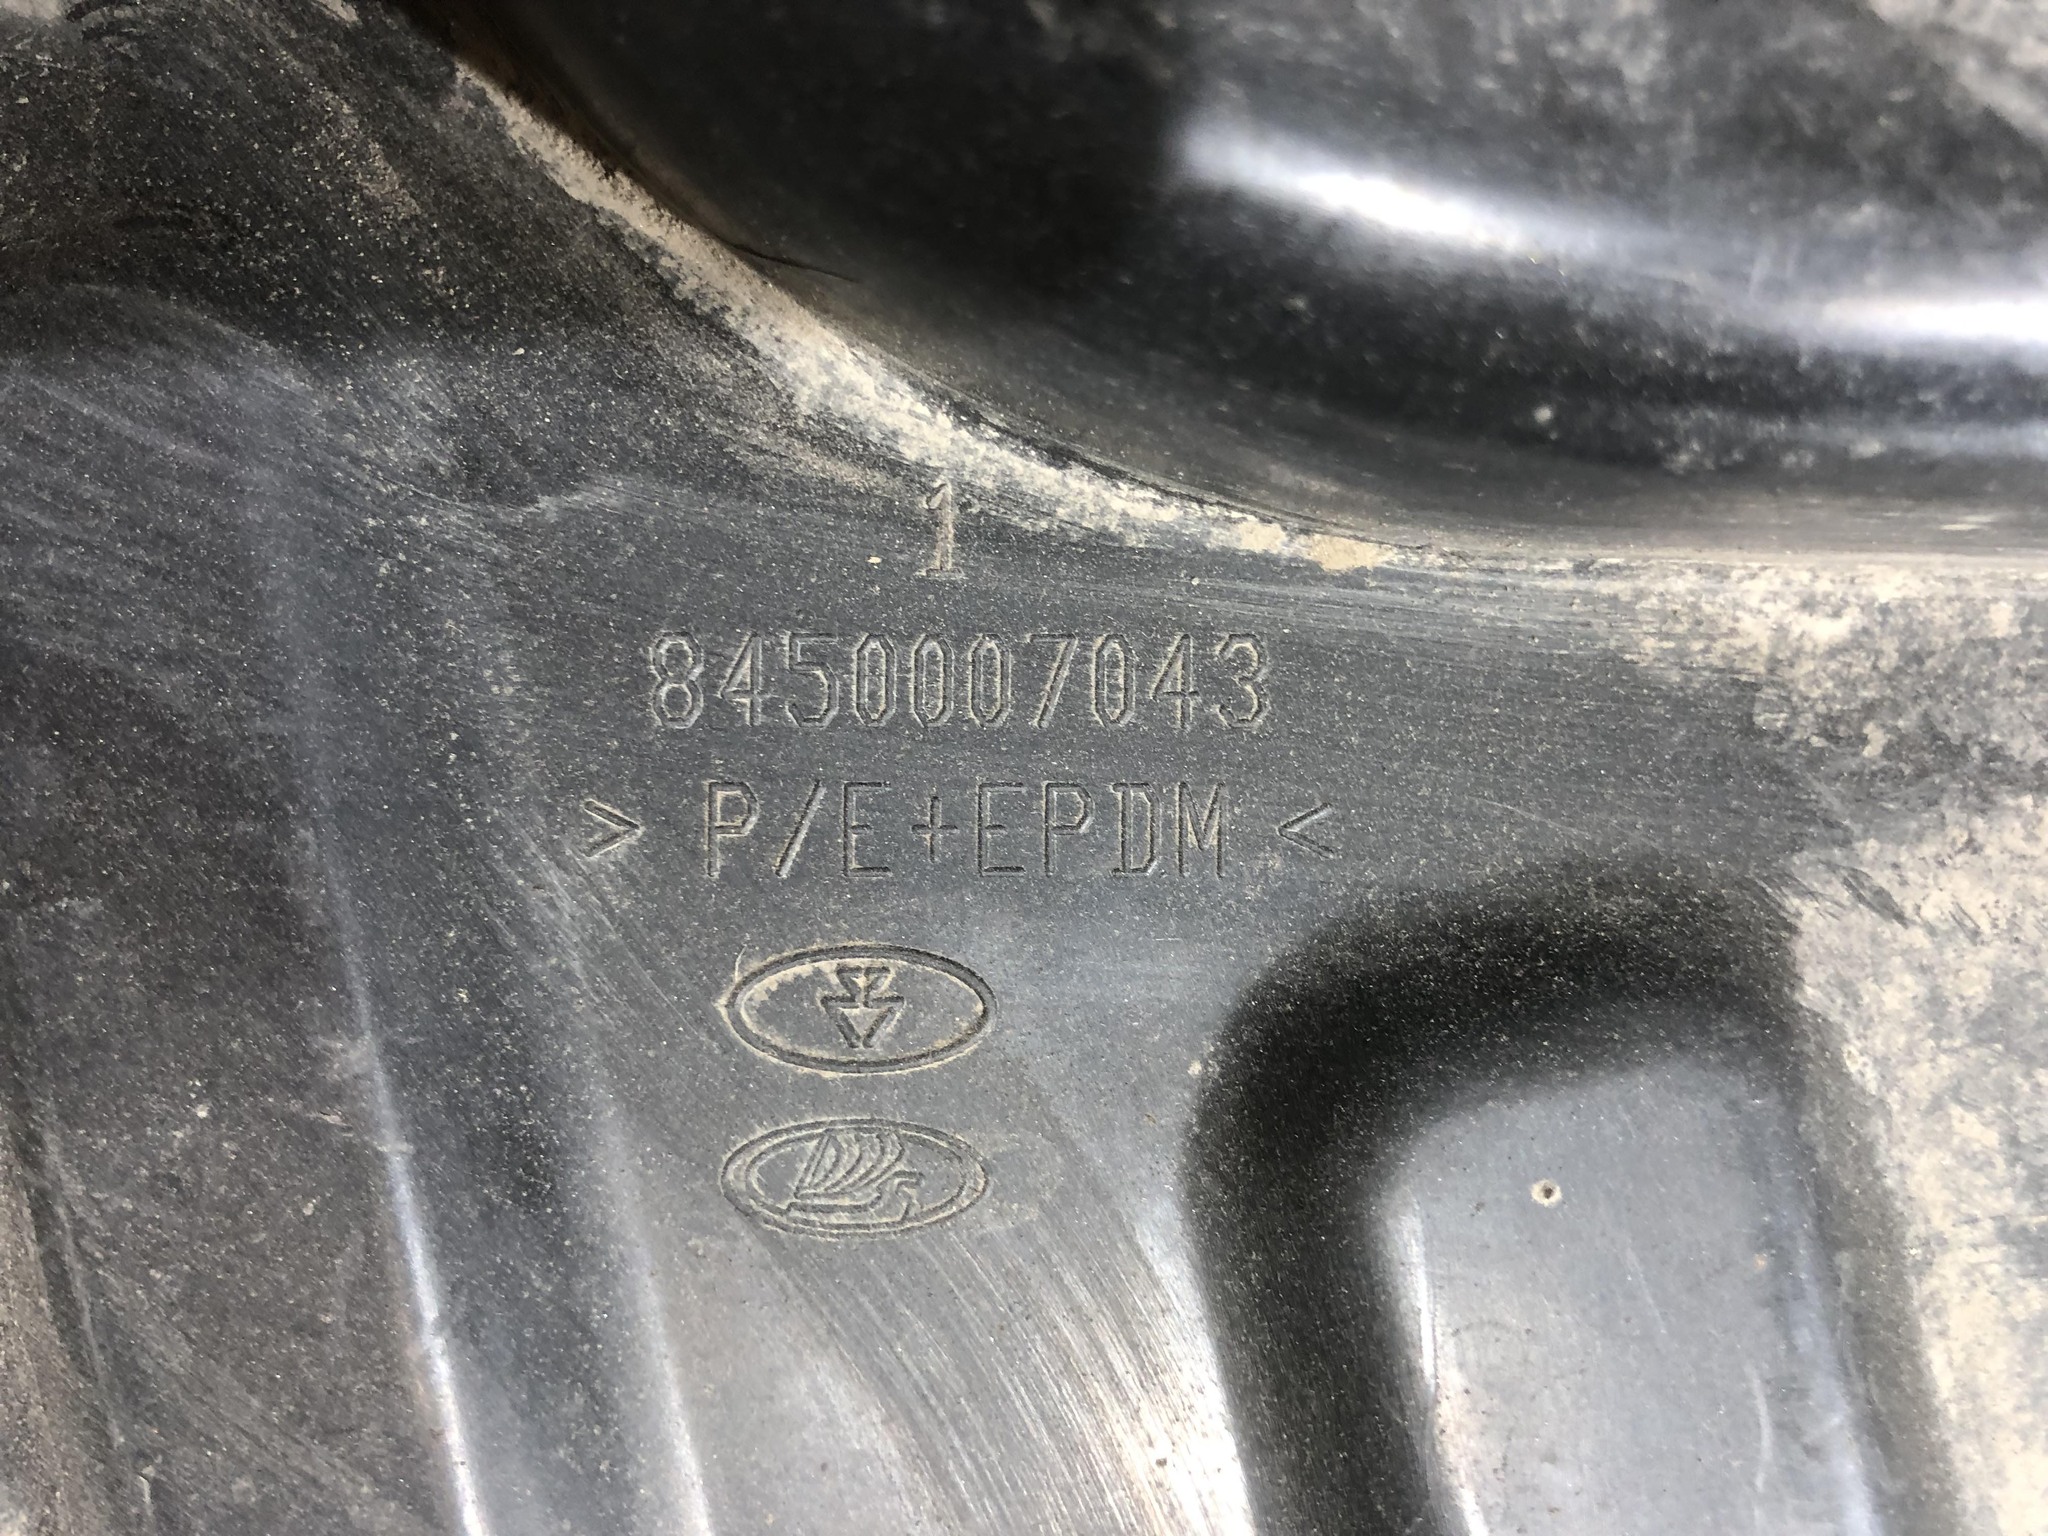 1
8450007043
> P/E+EPDM <